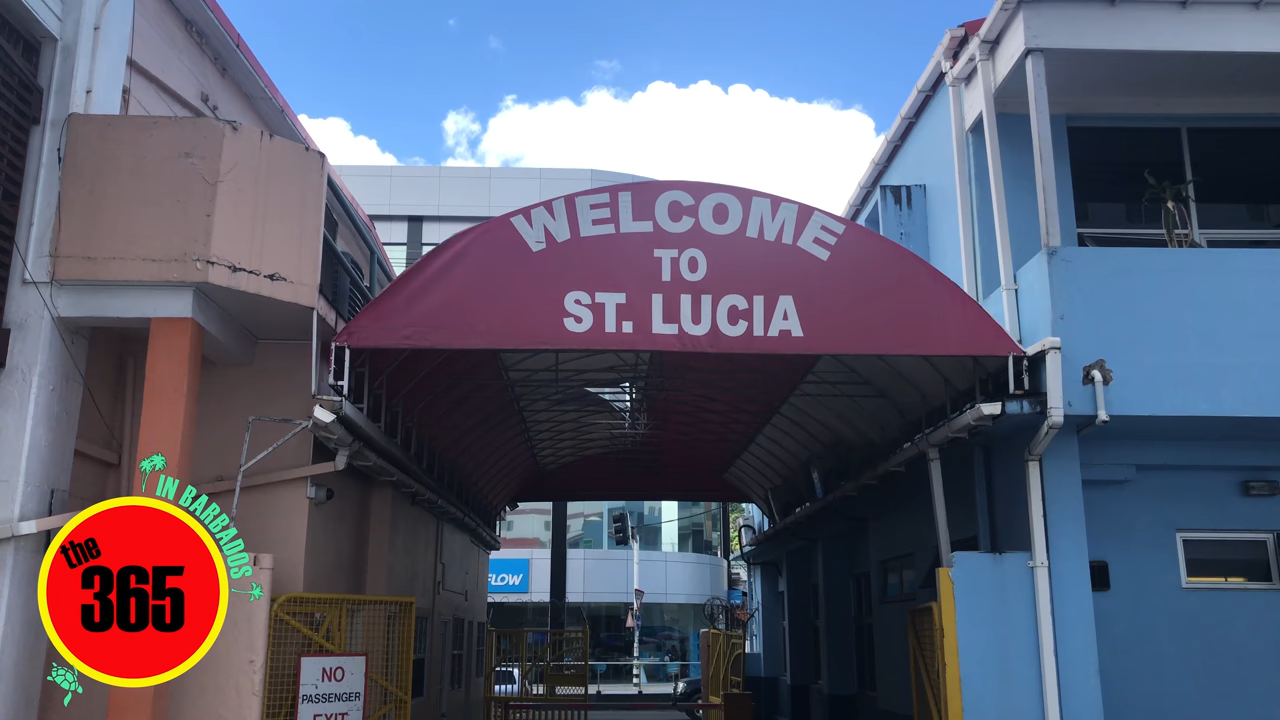 WELCOME
TO
ST. LUCIA
FLOW
IN BARBADOS
the
365
NO
PASSENGER
EXIT